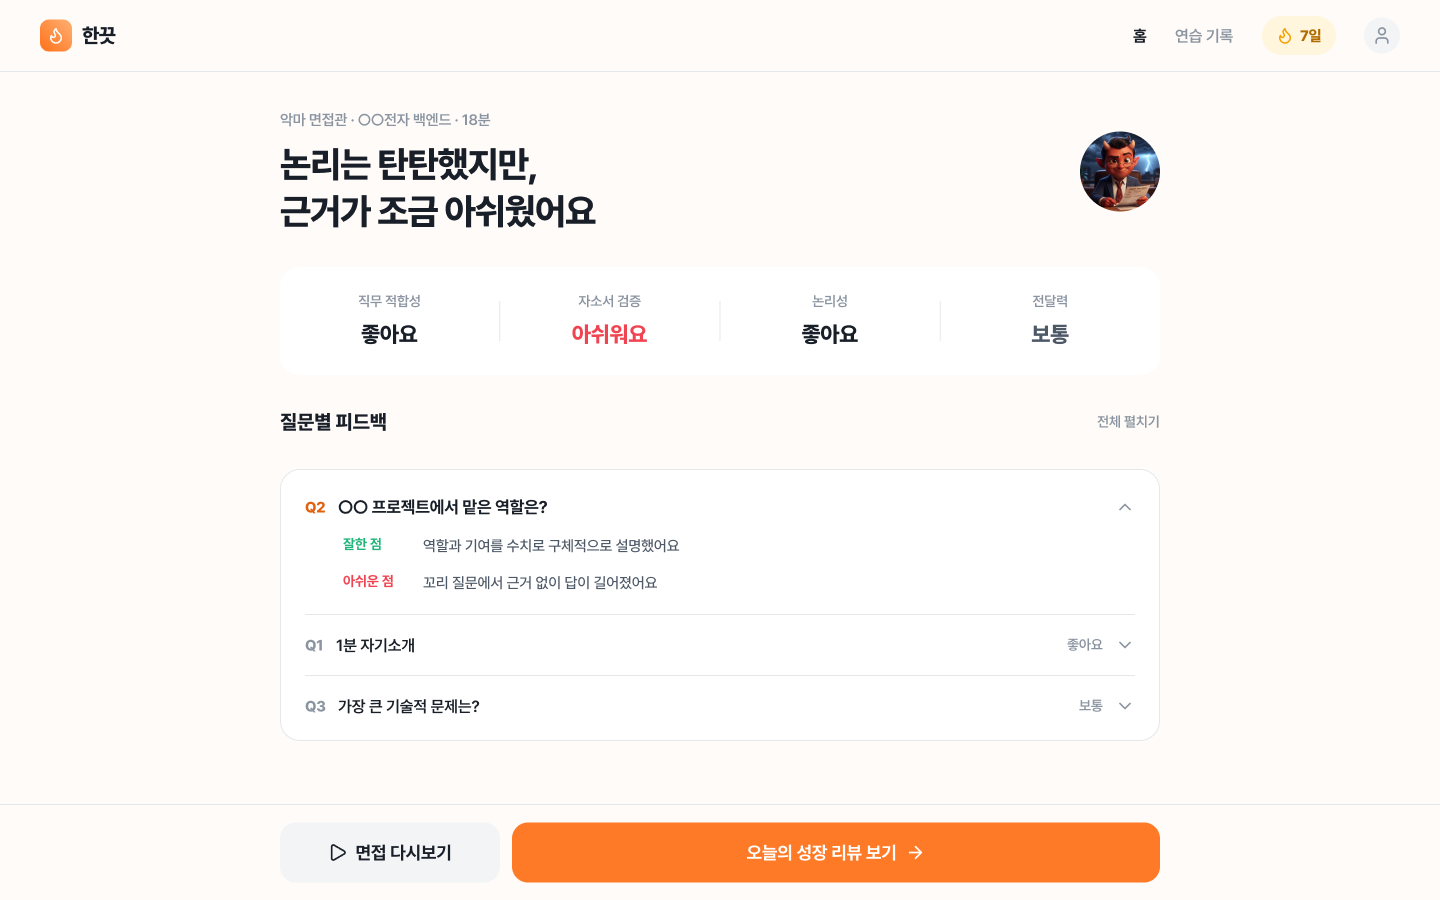 한끗
홈
연습 기록
7일
악마 면접관 · 〇〇전자 백엔드 · 18분
논리는 탄탄했지만,
근거가 조금 아쉬웠어요
직무 적합성
좋아요
자소서 검증
아쉬워요
논리성
좋아요
전달력
보통
질문별 피드백
전체 펼치기
Q2 〇〇 프로젝트에서 맡은 역할은?
잘한 점 역할과 기여를 수치로 구체적으로 설명했어요
아쉬운 점 꼬리 질문에서 근거 없이 답이 길어졌어요
Q1 1분 자기소개 좋아요
Q3 가장 큰 기술적 문제는? 보통
면접 다시보기
오늘의 성장 리뷰 보기 →